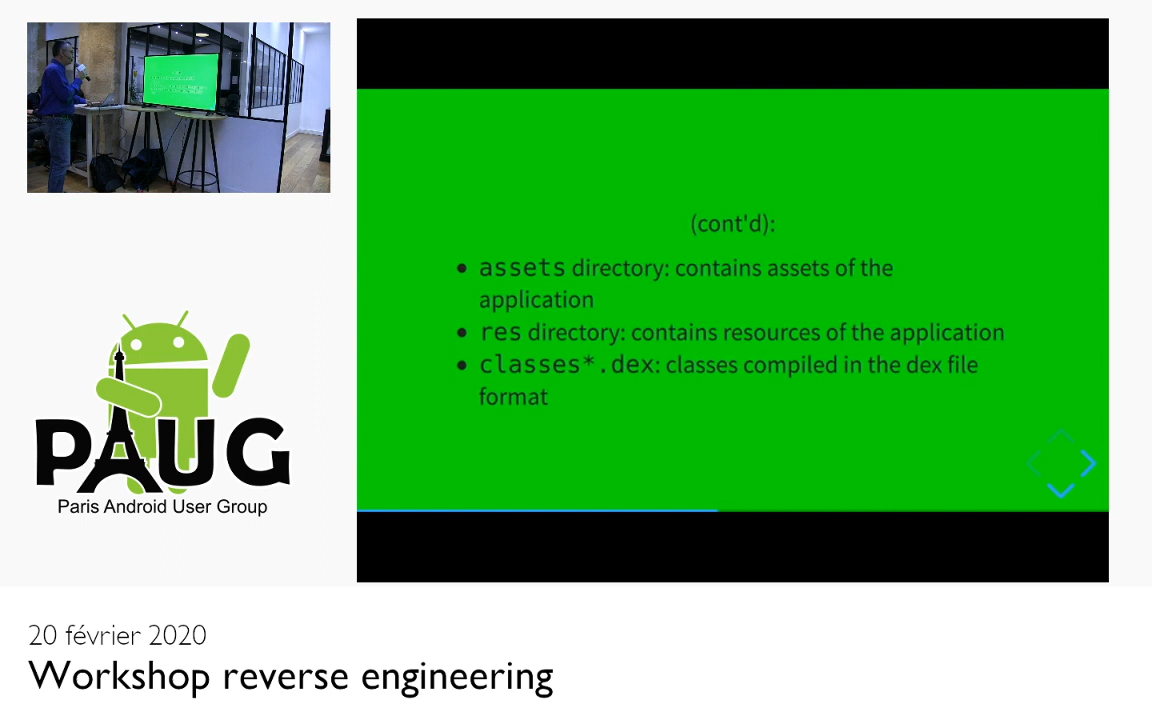 (cont'd):
• assets directory: contains assets of the
application
• res directory: contains resources of the application
• classes*.dex: classes compiled in the dex file
format
PAUG
Paris Android User Group
20 février 2020
Workshop reverse engineering